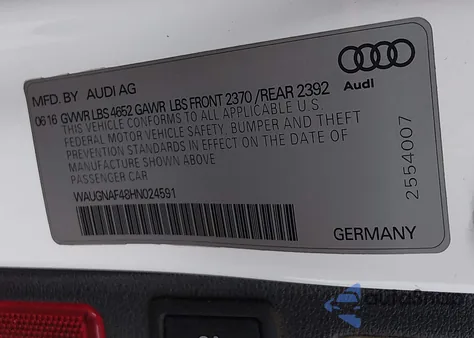 MFD. BY AUDI AG
06 16 GVWR LBS 4652 GAWR LBS FRONT 2370 / REAR 2392
THIS VEHICLE CONFORMS TO ALL APPLICABLE U.S.
FEDERAL MOTOR VEHICLE SAFETY, BUMPER AND THEFT
PREVENTION STANDARDS IN EFFECT ON THE DATE OF
MANUFACTURE SHOWN ABOVE
PASSENGER CAR
WAUGNAF48HN024591
Audi
2554007
GERMANY